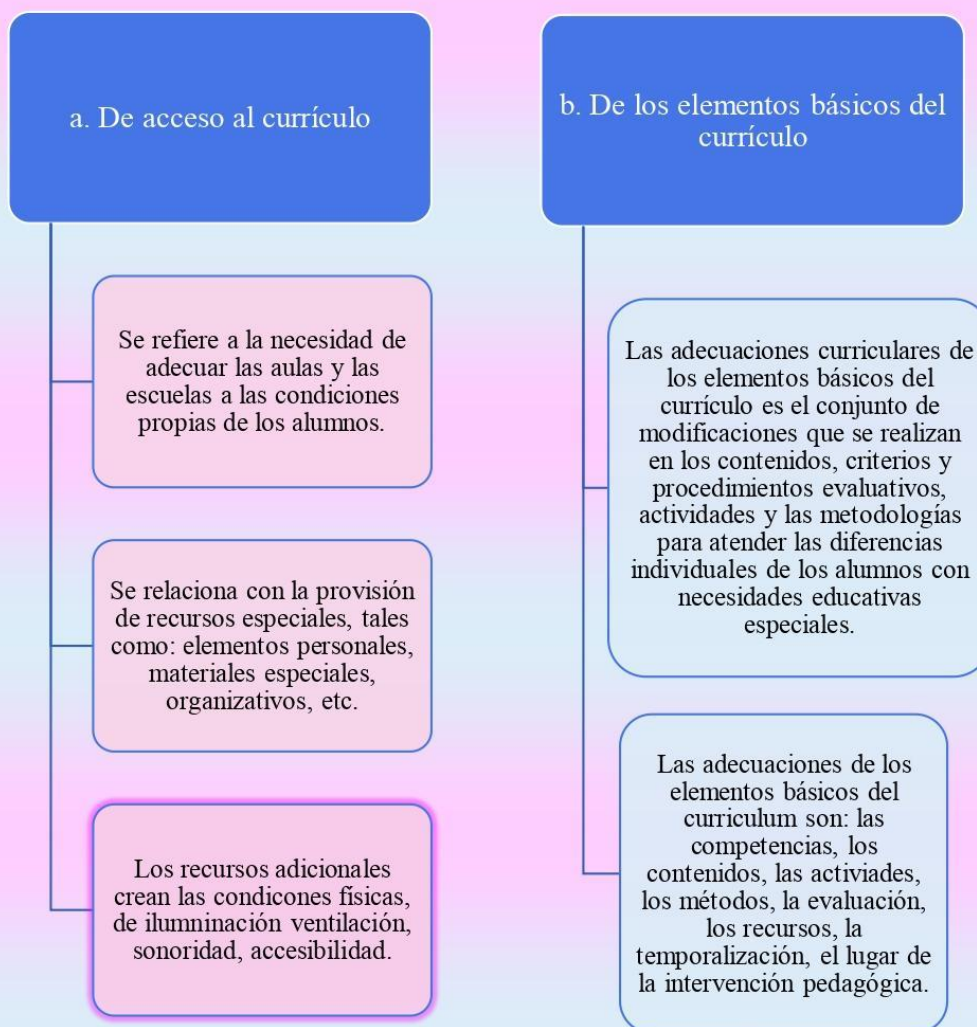 a. De acceso al currículo
Se refiere a la necesidad de
adecuar las aulas y las
escuelas a las condiciones
propias de los alumnos.
Se relaciona con la provisión
de recursos especiales, tales
como: elementos personales,
materiales especiales,
organizativos, etc.
Los recursos adicionales
crean las condicones físicas,
de ilumninación ventilación,
sonoridad, accesibilidad.
b. De los elementos básicos del
currículo
Las adecuaciones curriculares de
los elementos básicos del
currículo es el conjunto de
modificaciones que se realizan
en los contenidos, criterios y
procedimientos evaluativos,
actividades y las metodologías
para atender las diferencias
individuales de los alumnos con
necesidades educativas
especiales.
Las adecuaciones de los
elementos básicos del
curriculum son: las
competencias, los
contenidos, las activiades,
los métodos, la evaluación,
los recursos, la
temporalización, el lugar de
la intervención pedagógica.